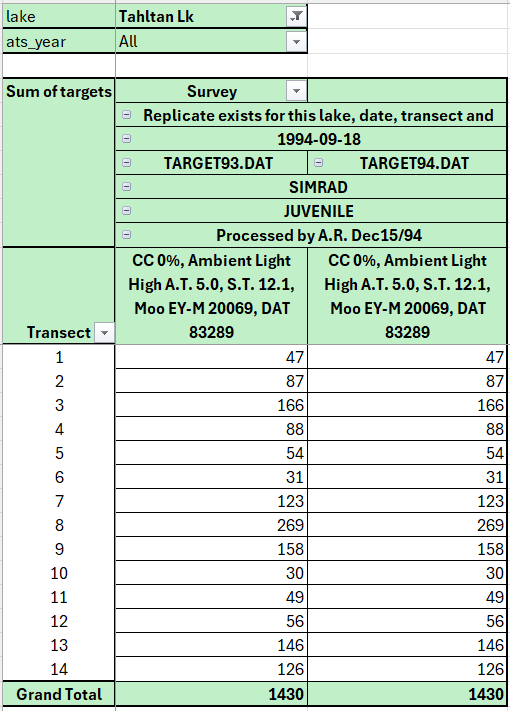 lake Tahltan Lk
ats_year All
Sum of targets Survey
Replicate exists for this lake, date, transect and
1994-09-18
TARGET93.DAT TARGET94.DAT
SIMRAD
JUVENILE
Processed by A.R. Dec15/94
CC 0%, Ambient Light CC 0%, Ambient Light
High A.T. 5.0, S.T. 12.1, High A.T. 5.0, S.T. 12.1,
Moo EY-M 20069, DAT Moo EY-M 20069, DAT
Transect 83289 83289
1 47 47
2 87 87
3 166 166
4 88 88
5 54 54
6 31 31
7 123 123
8 269 269
9 158 158
10 30 30
11 49 49
12 56 56
13 146 146
14 126 126
Grand Total 1430 1430